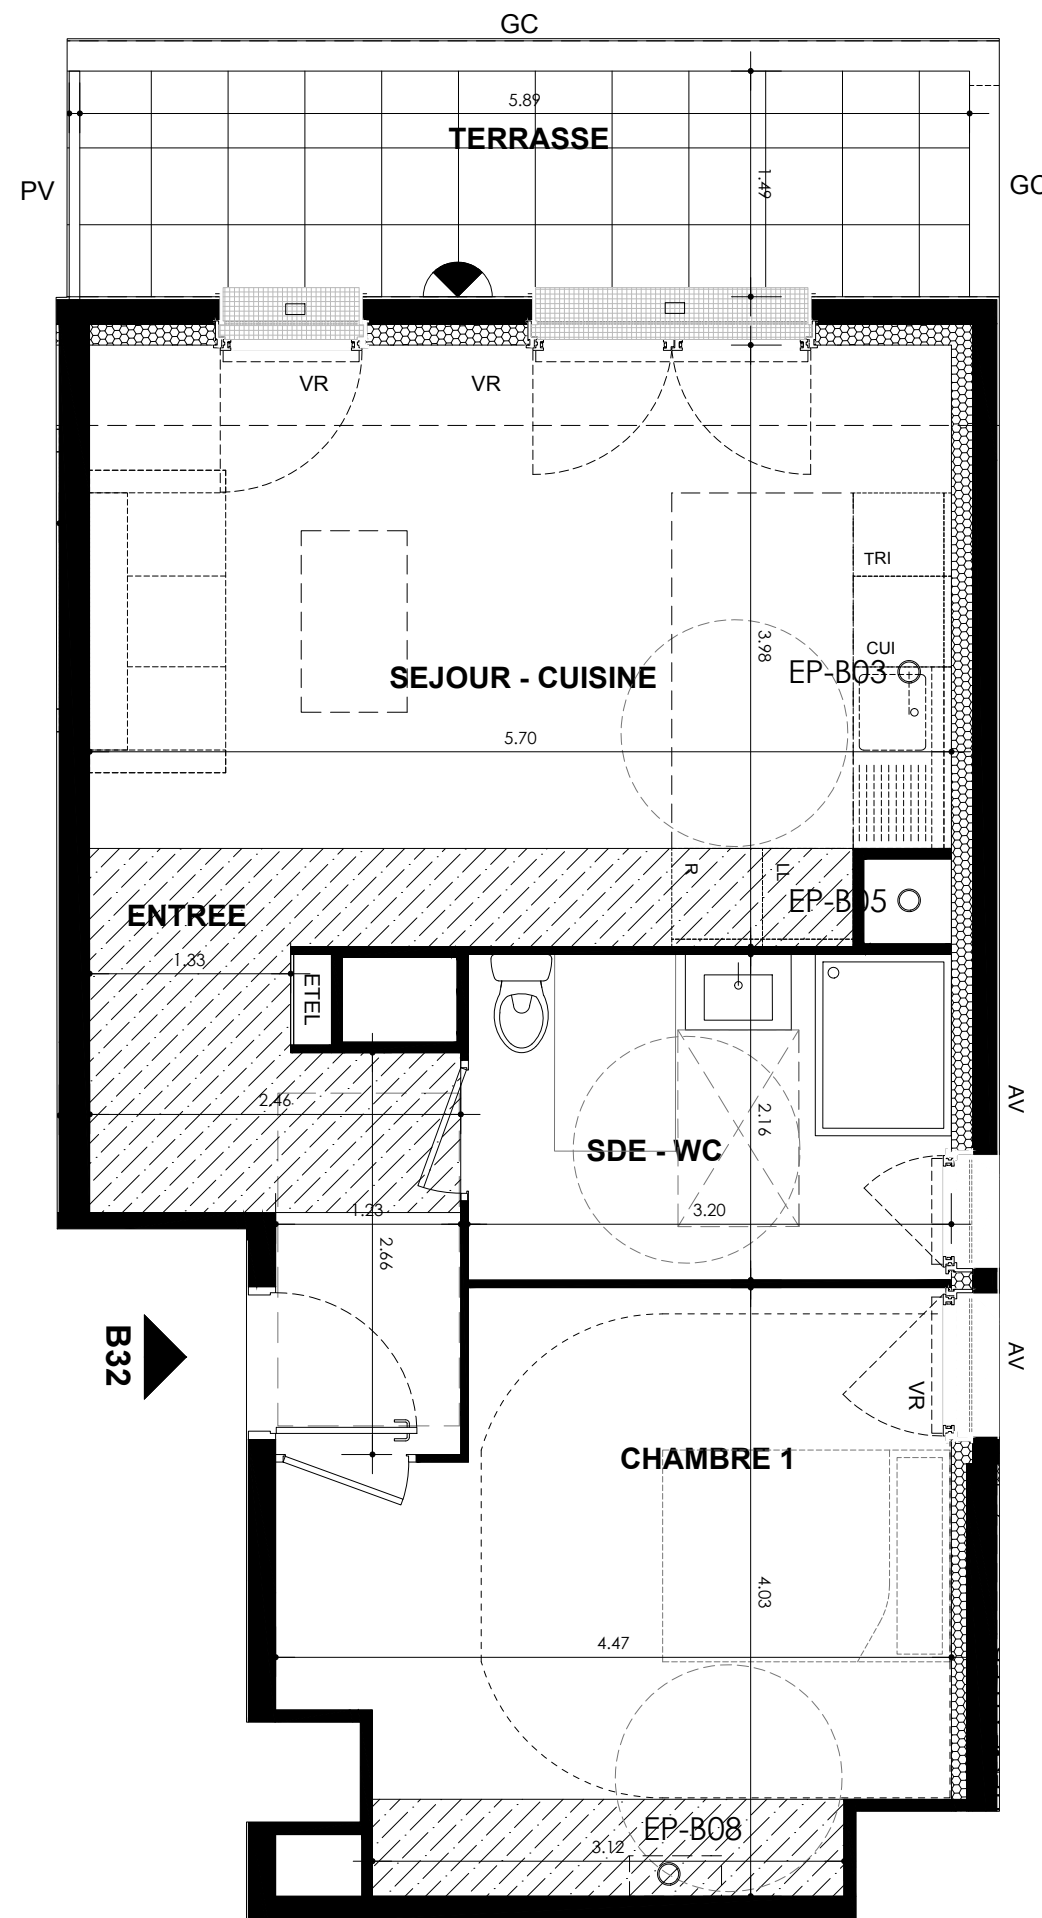 GC
5.89
TERRASSE
1.49
PV
GC
VR
VR
TRI
3.98
CUI
SEJOUR - CUISINE
EP-B03
5.70
R
LL
EP-B05
ENTREE
1.33
ETEL
2.46
2.16
AV
SDE - WC
1.23
3.20
2.66
B32
AV
VR
CHAMBRE 1
4.03
4.47
EP-B08
3.12